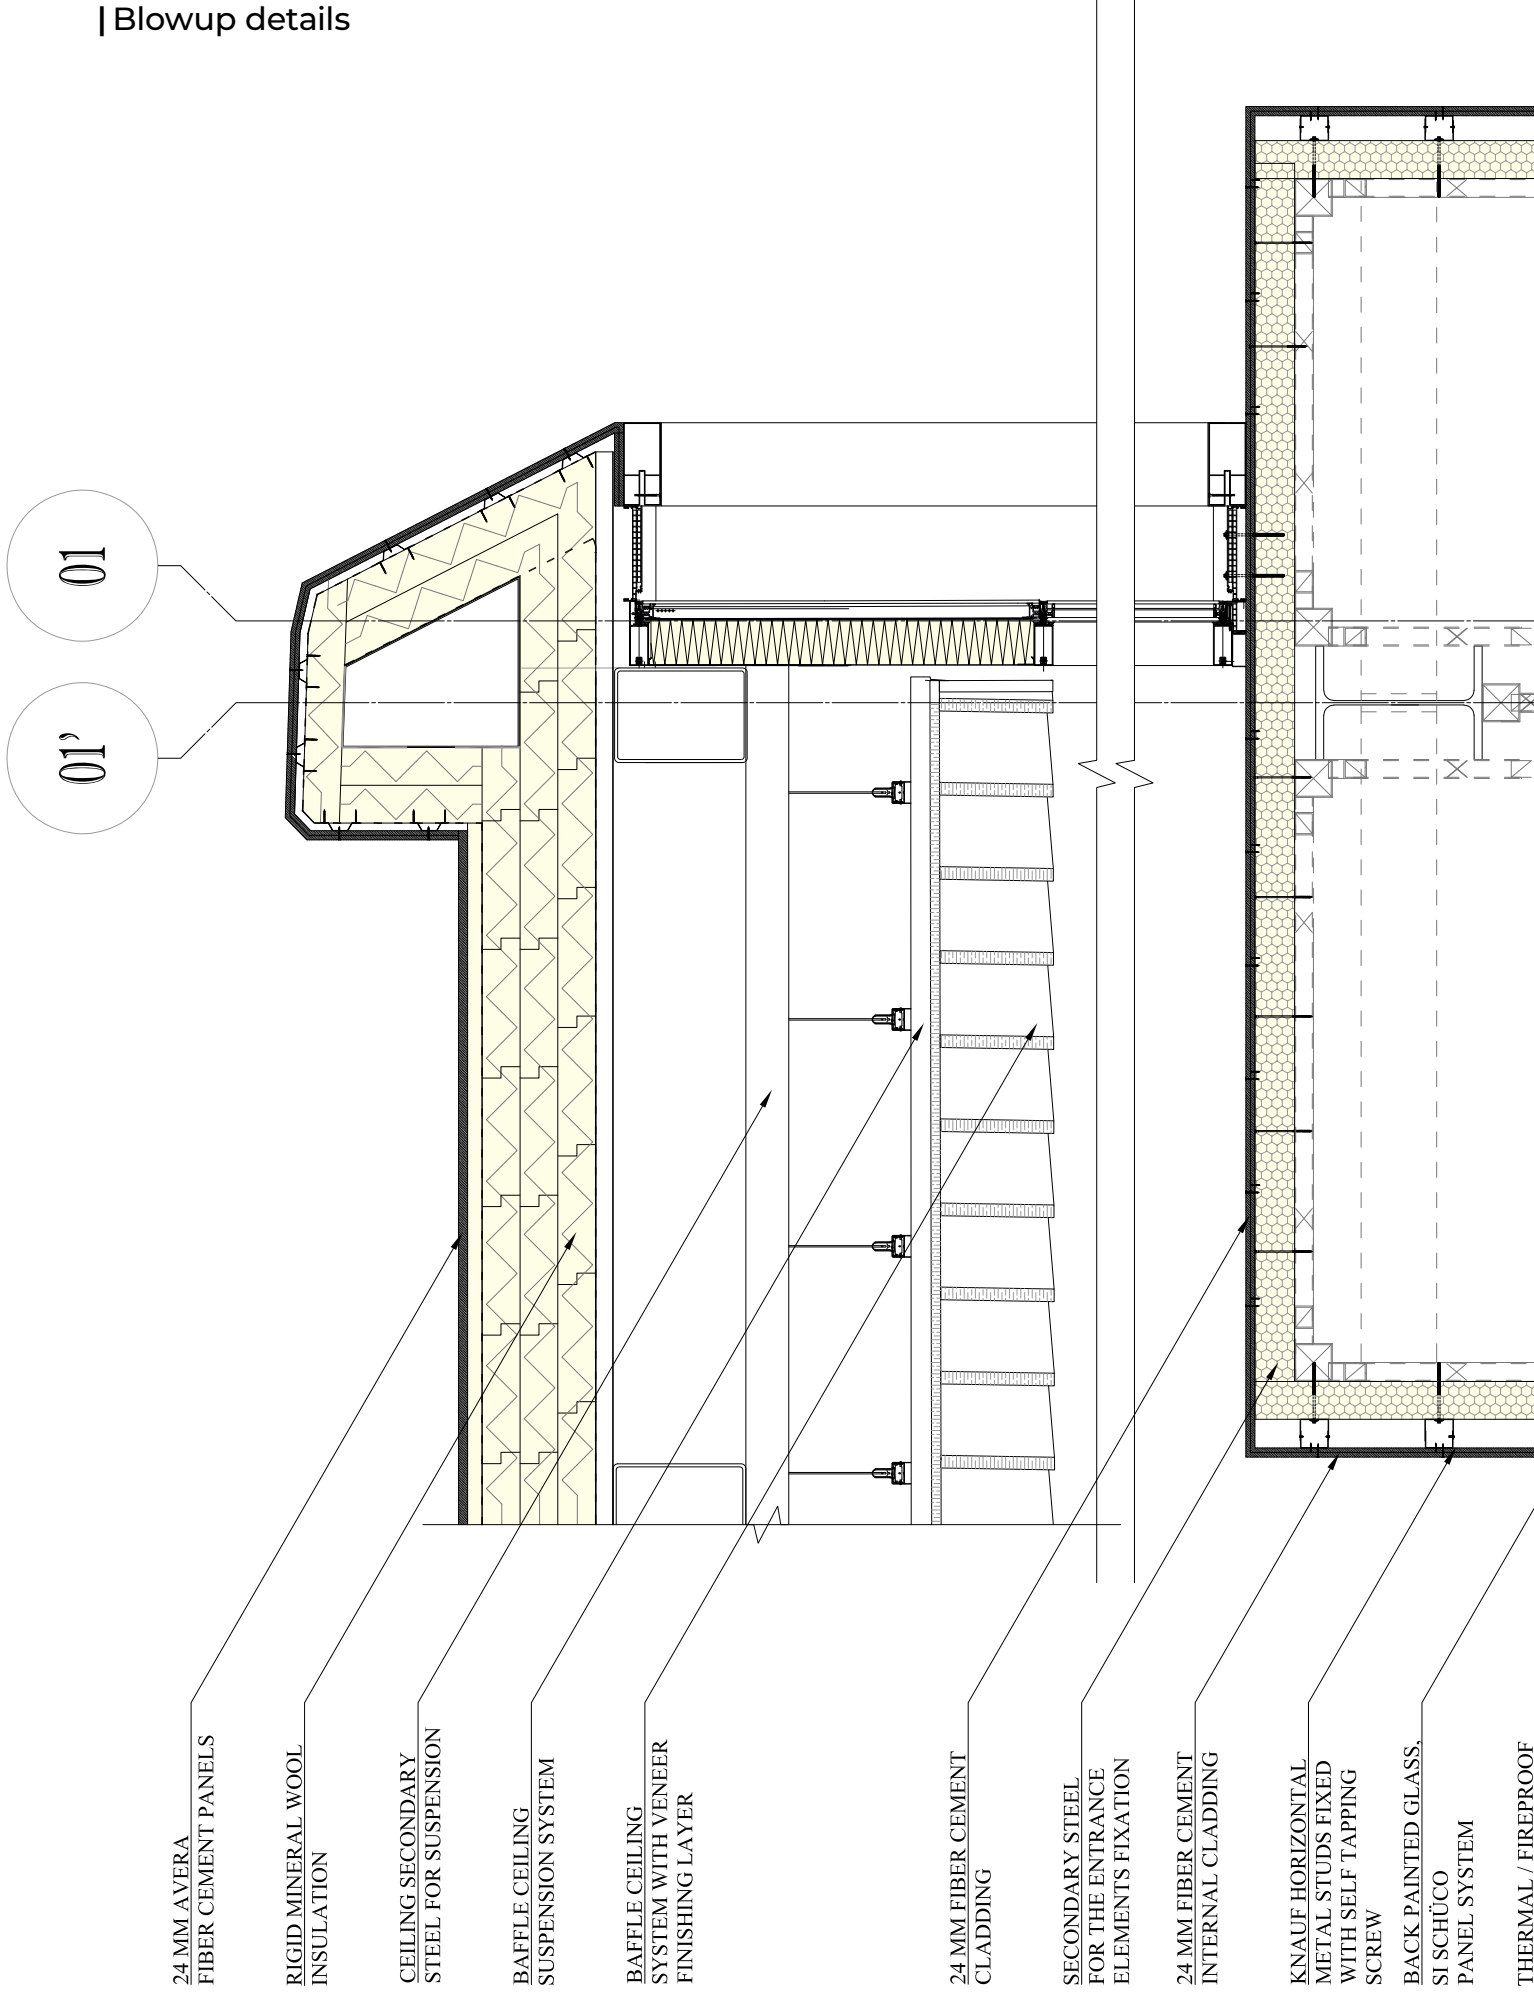 | Blowup details
01
01’
24 MM AVERA
FIBER CEMENT PANELS
RIGID MINERAL WOOL
INSULATION
CEILING SECONDARY
STEEL FOR SUSPENSION
BAFFLE CEILING
SUSPENSION SYSTEM
BAFFLE CEILING
SYSTEM WITH VENEER
FINISHING LAYER
24 MM FIBER CEMENT
CLADDING
SECONDARY STEEL
FOR THE ENTRANCE
ELEMENTS FIXATION
24 MM FIBER CEMENT
INTERNAL CLADDING
KNAUF HORIZONTAL
METAL STUDS FIXED
WITH SELF TAPPING
SCREW
BACK PAINTED GLASS,
SI SCHÜCO
PANEL SYSTEM
THERMAL / FIREPROOF